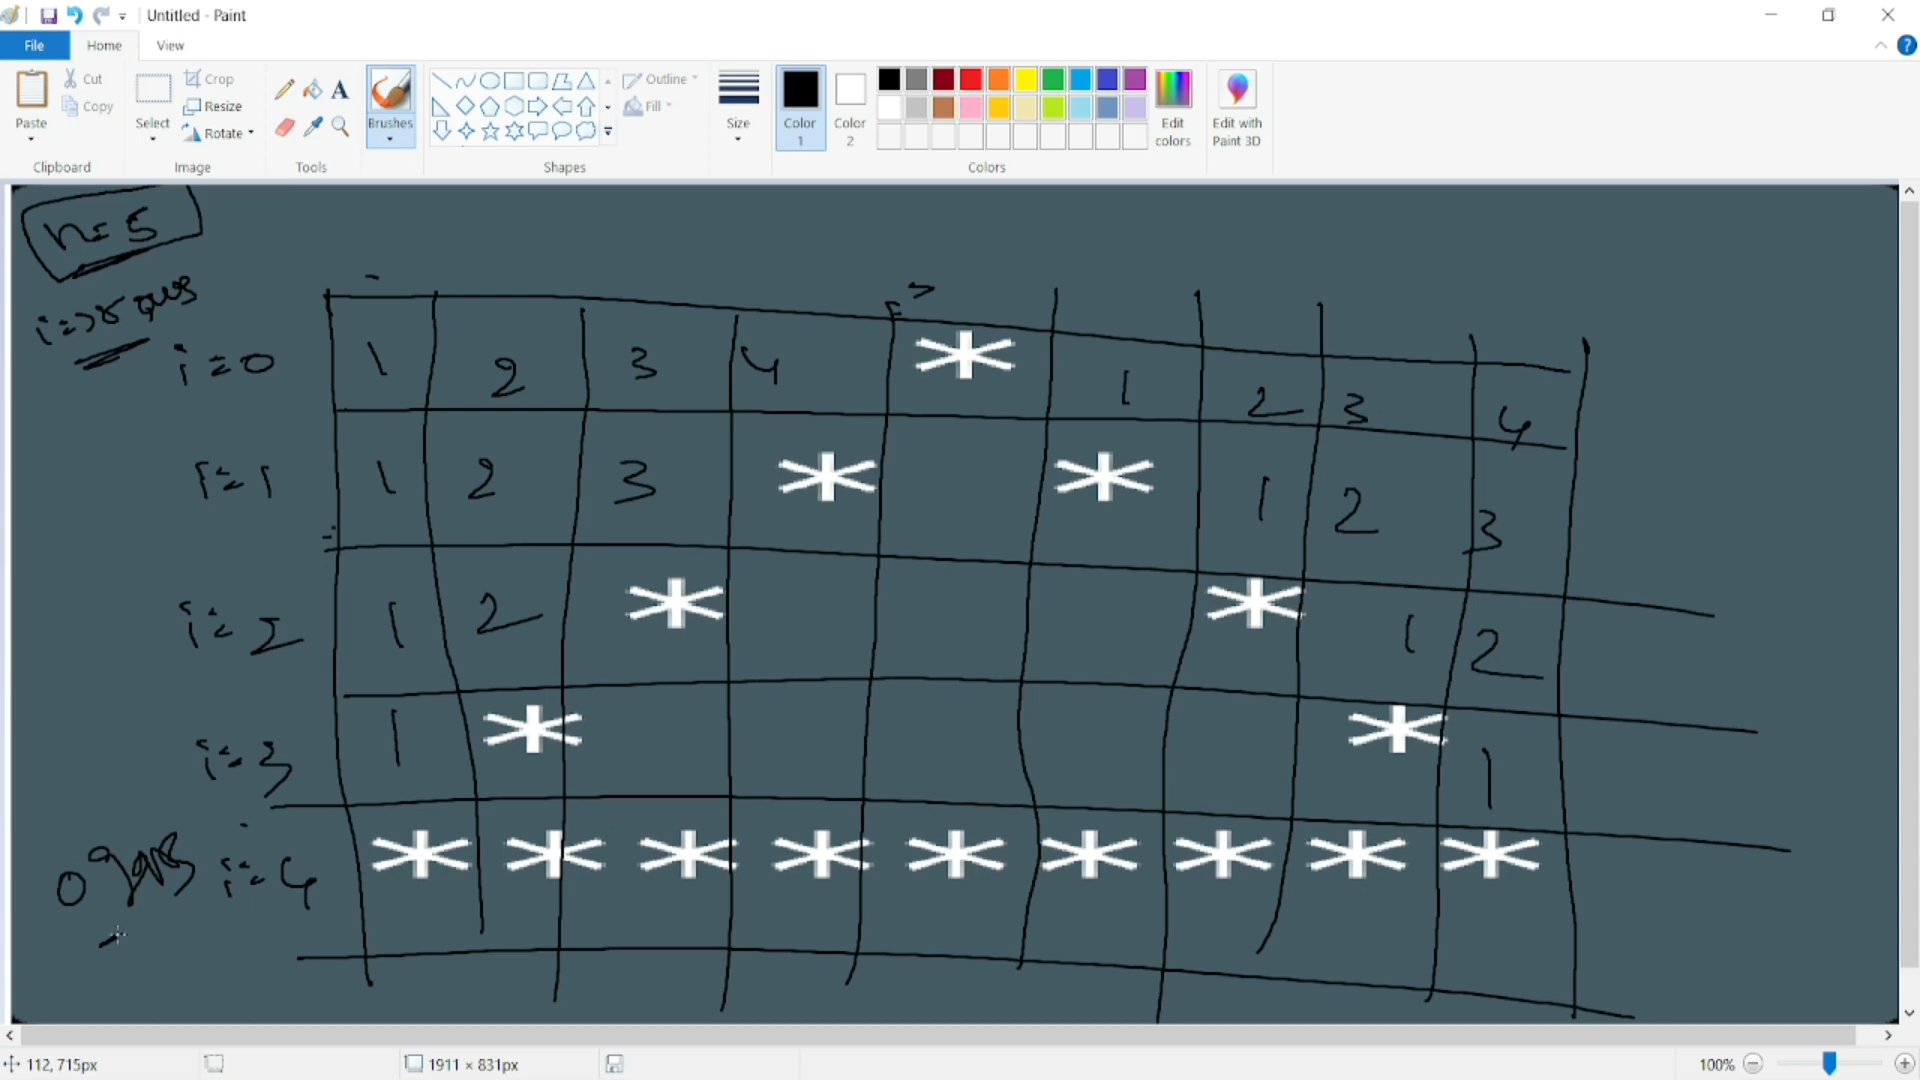 Untitled - Paint
File Home View
Paste
Cut
Copy
Clipboard
Select
Crop
Resize
Rotate
Image
Tools
Brushes
Shapes
Outline
Fill
Size
Color 1
Color 2
Edit colors
Colors
Edit with Paint 3D
n=5
i=>rows
i=0 1 2 3 4 * 1 2 3 4
i=1 1 2 3 * * 1 2 3
i=2 1 2 * * 1 2
i=3 1 * * 1
0 i=4 * * * * * * * * *
112, 715px
1911 × 831px
100%